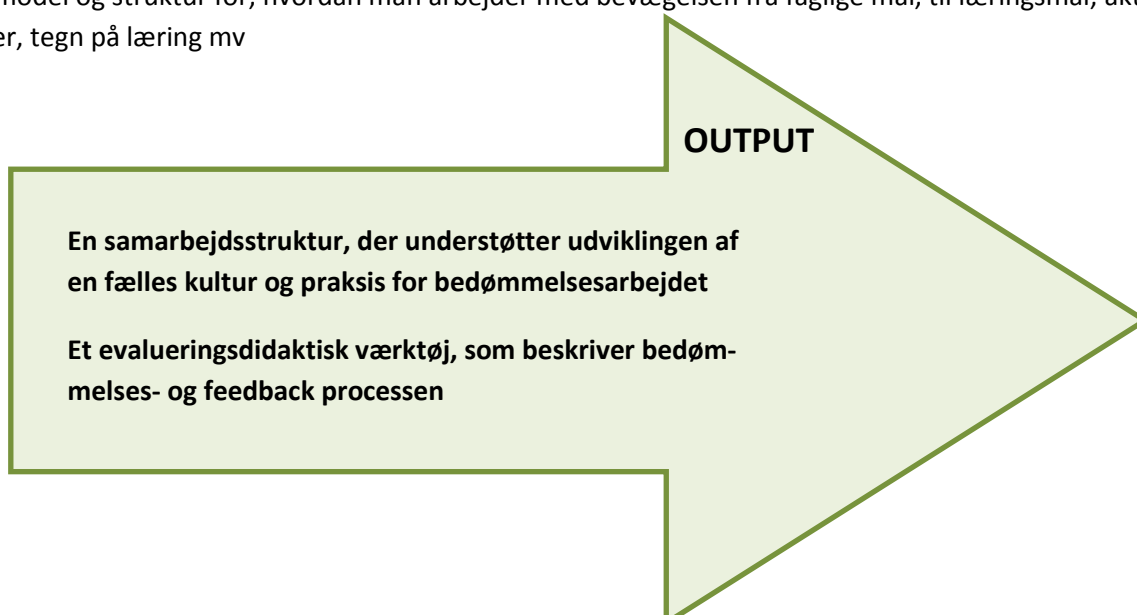 model og struktur for, hvordan man arbejder med bevægelsen fra faglige mål, til læringsmål,
er, tegn på læring mv
OUTPUT
En samarbejdsstruktur, der understøtter udviklingen af
en fælles kultur og praksis for bedømmelsesarbejdet
Et evalueringsdidaktisk værktøj, som beskriver bedøm-
melses- og feedback processen